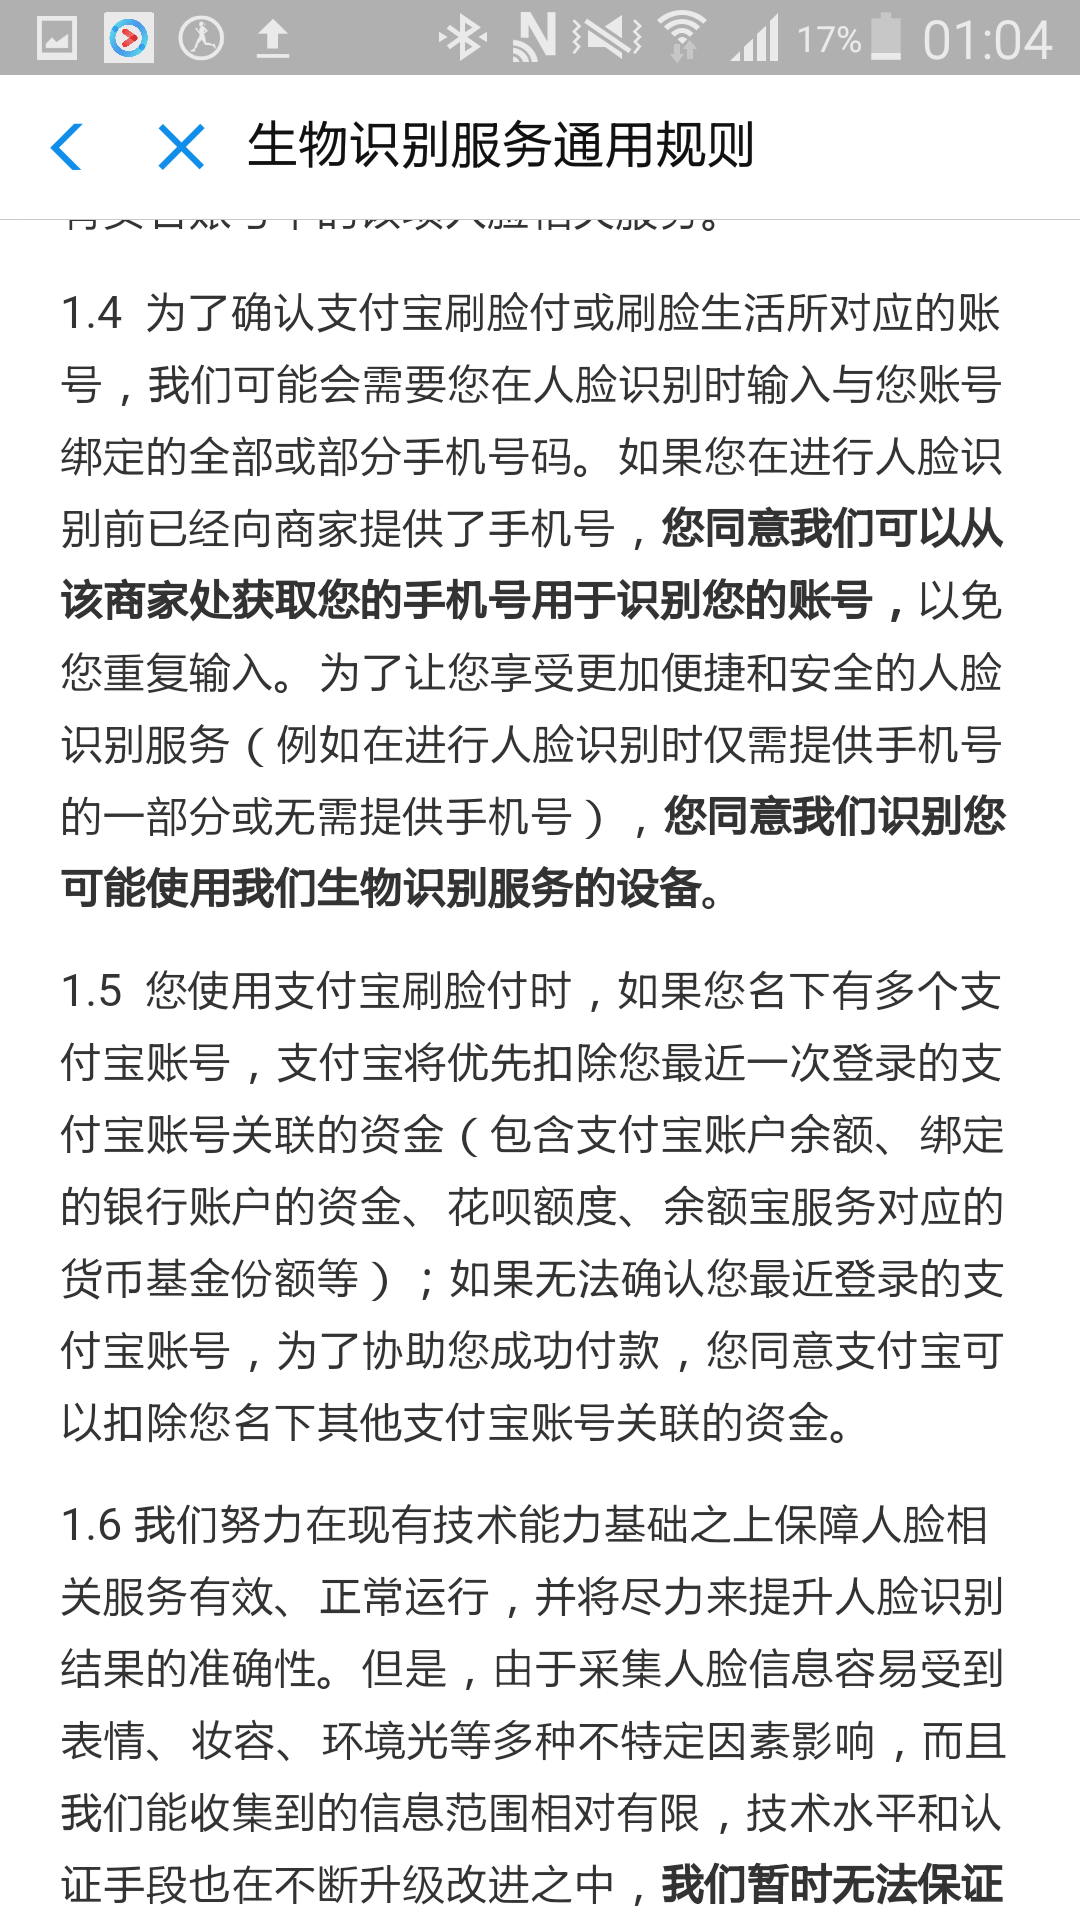 17% 01:04
生物识别服务通用规则
1.4 为了确认支付宝刷脸付或刷脸生活所对应的账
号，我们可能会需要您在人脸识别时输入与您账号
绑定的全部或部分手机号码。如果您在进行人脸识
别前已经向商家提供了手机号，您同意我们可以从
该商家处获取您的手机号用于识别您的账号，以免
您重复输入。为了让您享受更加便捷和安全的人脸
识别服务（例如在进行人脸识别时仅需提供手机号
的一部分或无需提供手机号），您同意我们识别您
可能使用我们生物识别服务的设备。
1.5 您使用支付宝刷脸付时，如果您名下有多个支
付宝账号，支付宝将优先扣除您最近一次登录的支
付宝账号关联的资金（包含支付宝账户余额、绑定
的银行账户的资金、花呗额度、余额宝服务对应的
货币基金份额等）；如果无法确认您最近登录的支
付宝账号，为了协助您成功付款，您同意支付宝可
以扣除您名下其他支付宝账号关联的资金。
1.6 我们努力在现有技术能力基础之上保障人脸相
关服务有效、正常运行，并将尽力来提升人脸识别
结果的准确性。但是，由于采集人脸信息容易受到
表情、妆容、环境光等多种不特定因素影响，而且
我们能收集到的信息范围相对有限，技术水平和认
证手段也在不断升级改进之中，我们暂时无法保证